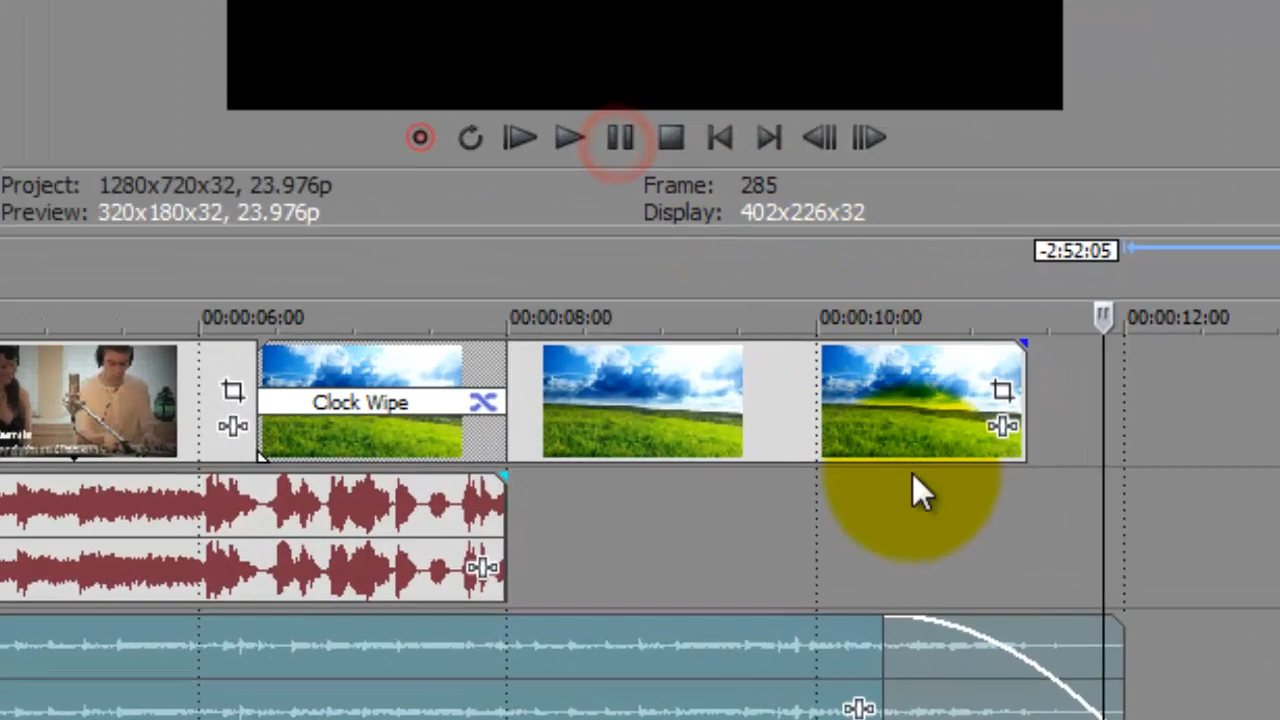 Project: 1280x720x32, 23.976p
Frame: 285
Preview: 320x180x32, 23.976p
Display: 402x226x32
-2:52:05
00:00:06:00
00:00:08:00
00:00:10:00
00:00:12:00
Clock Wipe